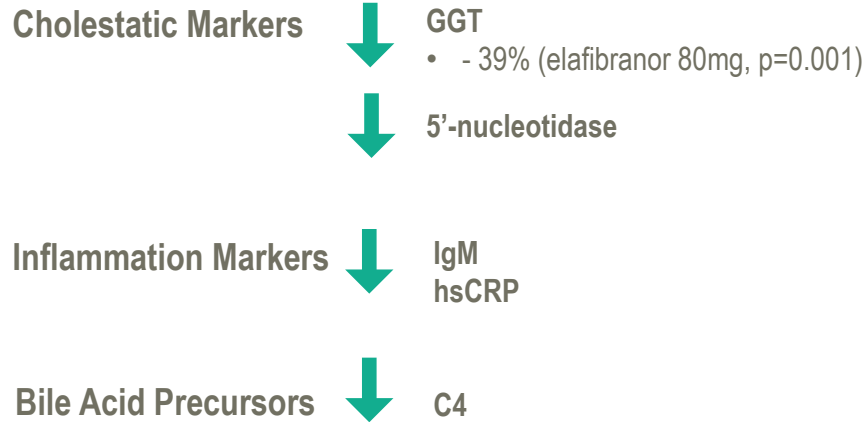 Cholestatic Markers
GGT
• - 39% (elafibranor 80mg, p=0.001)
5’-nucleotidase
Inflammation Markers
IgM
hsCRP
Bile Acid Precursors
C4